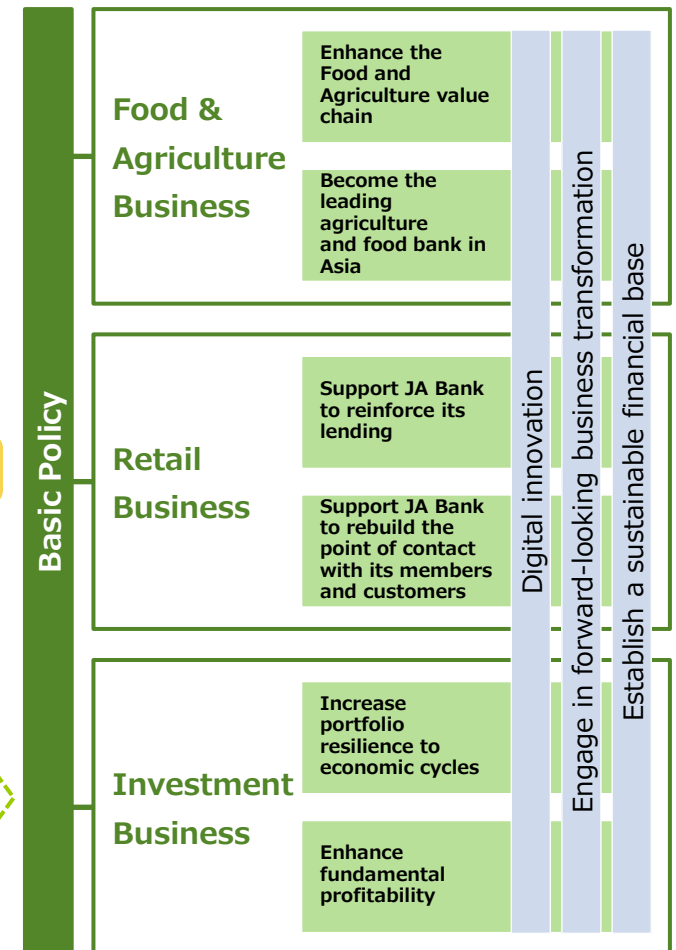 Basic Policy
Food &
Agriculture
Business
Enhance the
Food and
Agriculture value
chain
Become the
leading
agriculture
and food bank in
Asia
Retail
Business
Support JA Bank
to reinforce its
lending
Support JA Bank
to rebuild the
point of contact
with its members
and customers
Investment
Business
Increase
portfolio
resilience to
economic cycles
Enhance
fundamental
profitability
Digital innovation
Engage in forward-looking business transformation
Establish a sustainable financial base